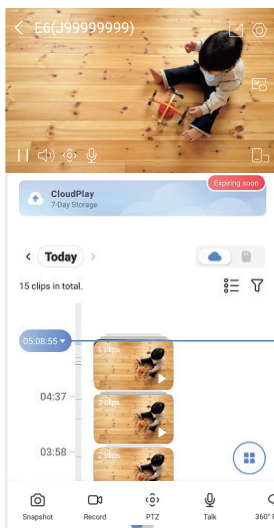 E6(J99999999)
CloudPlay
7-Day Storage
Expiring soon
Today
15 clips in total.
05:08:55
6 clips
04:37
3 clips
03:58
2 clips
Snapshot
Record
PTZ
Talk
360°